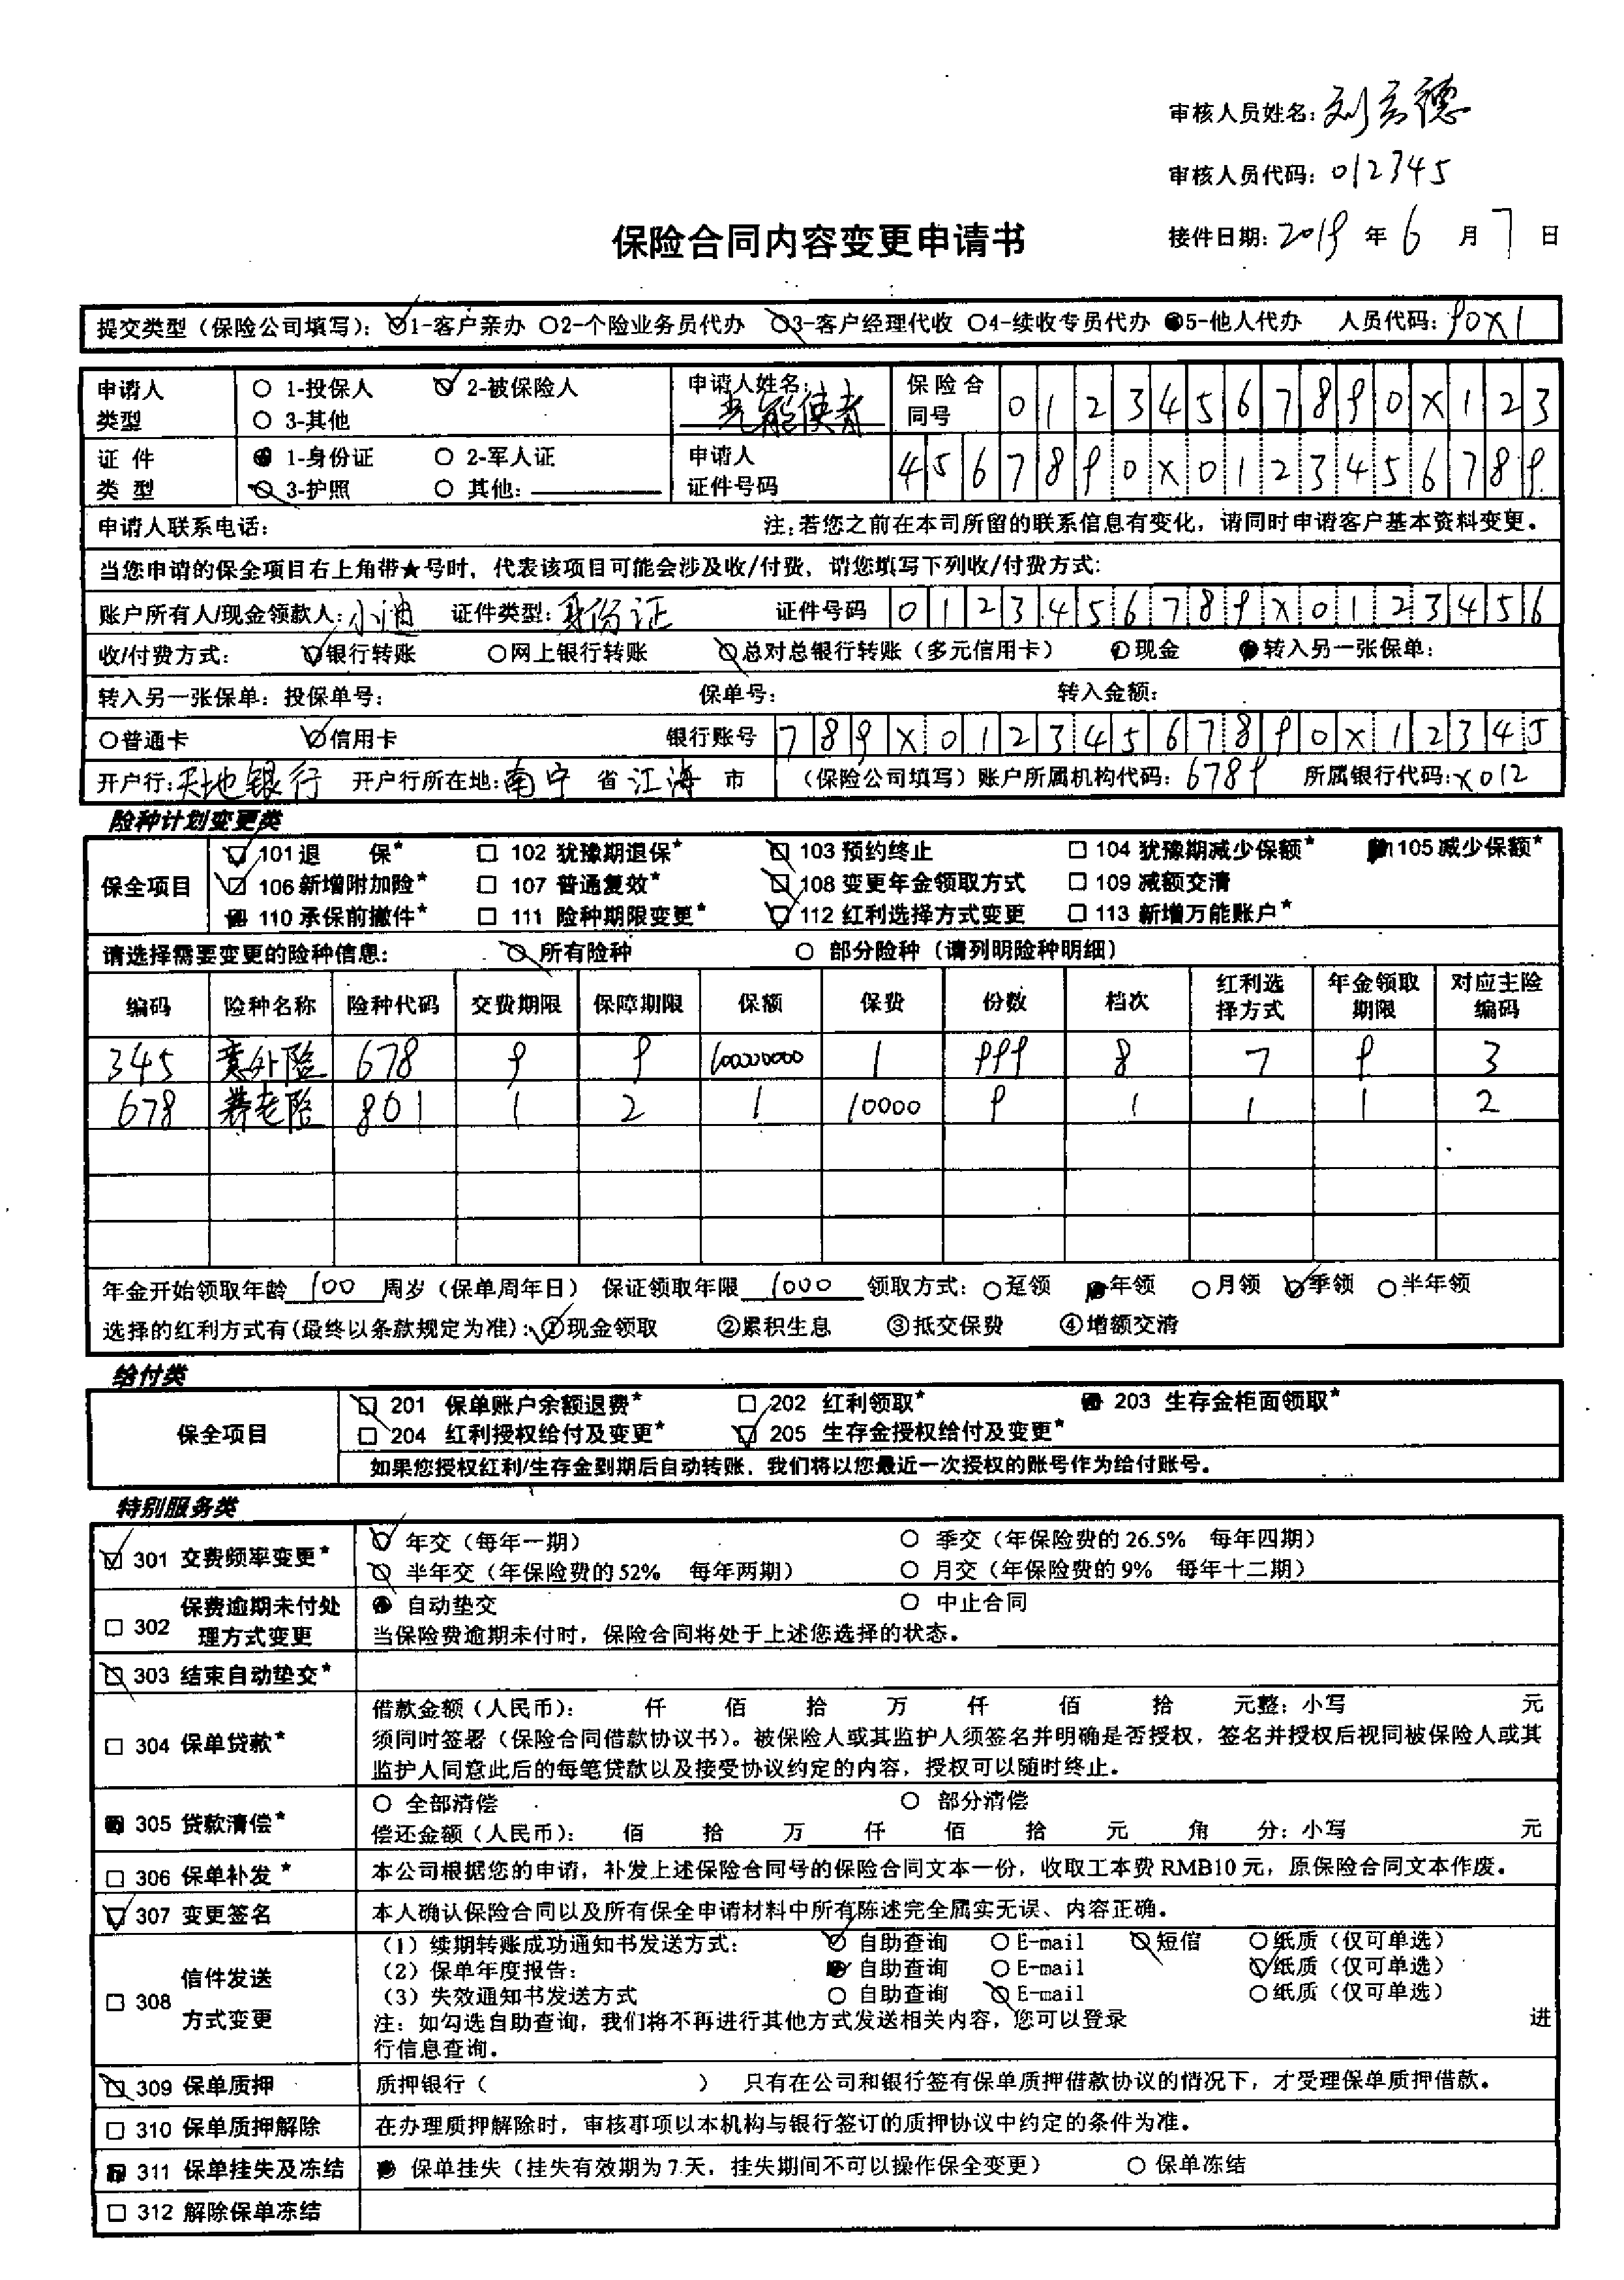 审核人员姓名:刘玄德
审核人员代码:012345
保险合同内容变更申请书
接件日期:2019年6月7日
提交类型（保险公司填写）:1-客户亲办 ○2-个险业务员代办 3-客户经理代收 ○4-续收专员代办 ●5-他人代办 人员代码:90X1
申请人类型 ○ 1-投保人 2-被保险人 ○ 3-其他 申请人姓名:光能使者 保险合同号 01234567890X123
证件类型 ● 1-身份证 ○ 2-军人证 3-护照 ○ 其他: 申请人证件号码 4567890X0123456789
申请人联系电话: 注:若您之前在本司所留的联系信息有变化，请同时申请客户基本资料变更。
当您申请的保全项目右上角带★号时，代表该项目可能会涉及收/付费，请您填写下列收/付费方式:
账户所有人/现金领款人:小迪 证件类型:身份证 证件号码 0123456789X0123456
收/付费方式: 银行转账 ○网上银行转账 总对总银行转账（多元信用卡） 现金 ●转入另一张保单:
转入另一张保单: 投保单号: 保单号: 转入金额:
○普通卡 信用卡 银行账号 789X01234567890X12345
开户行:天地银行 开户行所在地:南宁省江海市 （保险公司填写）账户所属机构代码:6789 所属银行代码:X012
险种计划变更类
保全项目
101退 保* □ 102 犹豫期退保* 103 预约终止 □ 104 犹豫期减少保额* 105减少保额*
106新增附加险* □ 107 普通复效* 108 变更年金领取方式 □ 109 减额交清
110 承保前撤件* □ 111 险种期限变更* 112 红利选择方式变更 □ 113 新增万能账户*
请选择需要变更的险种信息: 所有险种 ○ 部分险种（请列明险种明细）
编码 险种名称 险种代码 交费期限 保障期限 保额 保费 份数 档次 红利选择方式 年金领取期限 对应主险编码
345 意外险 678 9 9 100000000 1 999 8 7 9 3
678 养老险 801 1 2 1 10000 9 1 1 1 2
年金开始领取年龄 100 周岁（保单周年日） 保证领取年限 1000 领取方式: ○趸领 ●年领 ○月领 季领 ○半年领
选择的红利方式有(最终以条款规定为准):①现金领取 ②累积生息 ③抵交保费 ④增额交清
给付类
保全项目
201 保单账户余额退费* □ 202 红利领取* 203 生存金柜面领取*
□ 204 红利授权给付及变更* 205 生存金授权给付及变更*
如果您授权红利/生存金到期后自动转账，我们将以您最近一次授权的账号作为给付账号。
特别服务类
301 交费频率变更* 年交（每年一期） ○ 季交（年保险费的26.5% 每年四期）
半年交（年保险费的52% 每年两期） ○ 月交（年保险费的9% 每年十二期）
□ 302 保费逾期未付处理方式变更 ● 自动垫交 ○ 中止合同
当保险费逾期未付时，保险合同将处于上述您选择的状态。
303 结束自动垫交*
□ 304 保单贷款* 借款金额（人民币）: 仟 佰 拾 万 仟 佰 拾 元整；小写 元
须同时签署（保险合同借款协议书）。被保险人或其监护人须签名并明确是否授权，签名并授权后视同被保险人或其
监护人同意此后的每笔贷款以及接受协议约定的内容，授权可以随时终止。
305 贷款清偿* ○ 全部清偿 ○ 部分清偿
偿还金额（人民币）: 佰 拾 万 仟 佰 拾 元 角 分；小写 元
□ 306 保单补发* 本公司根据您的申请，补发上述保险合同号的保险合同文本一份，收取工本费RMB10元，原保险合同文本作废。
307 变更签名 本人确认保险合同以及所有保全申请材料中所有陈述完全属实无误、内容正确。
□ 308 信件发送方式变更
（1）续期转账成功通知书发送方式: 自助查询 ○E-mail 短信 ○纸质（仅可单选）
（2）保单年度报告: 自助查询 ○E-mail 纸质（仅可单选）
（3）失效通知书发送方式 ○ 自助查询 E-mail ○纸质（仅可单选）
注: 如勾选自助查询，我们将不再进行其他方式发送相关内容，您可以登录 进
行信息查询。
309 保单质押 质押银行（ ） 只有在公司和银行签有保单质押借款协议的情况下，才受理保单质押借款。
□ 310 保单质押解除 在办理质押解除时，审核事项以本机构与银行签订的质押协议中约定的条件为准。
311 保单挂失及冻结 ● 保单挂失（挂失有效期为7天，挂失期间不可以操作保全变更） ○ 保单冻结
□ 312 解除保单冻结